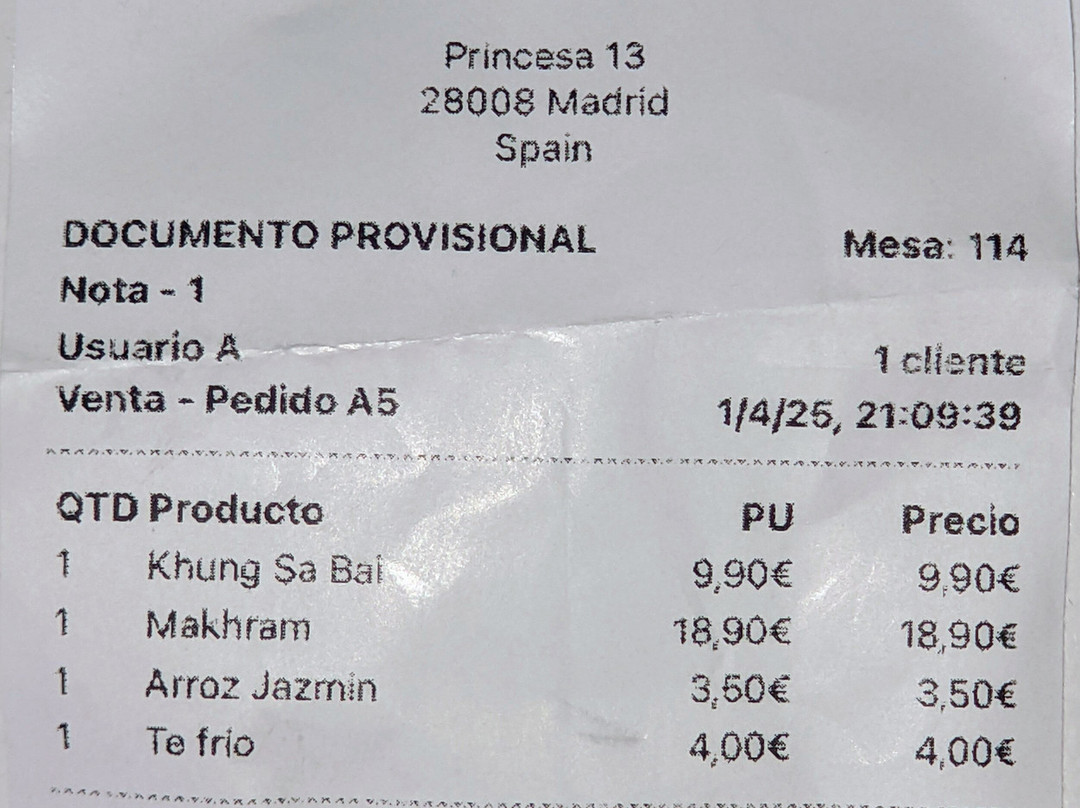 Princesa 13
28008 Madrid
Spain
DOCUMENTO PROVISIONAL Mesa: 114
Nota - 1
Usuario A 1 cliente
Venta - Pedido A5 1/4/25, 21:09:39
QTD Producto PU Precio
1 Khung Sa Bai 9,90€ 9,90€
1 Makhram 18,90€ 18,90€
1 Arroz Jazmin 3,50€ 3,50€
1 Te frio 4,00€ 4,00€